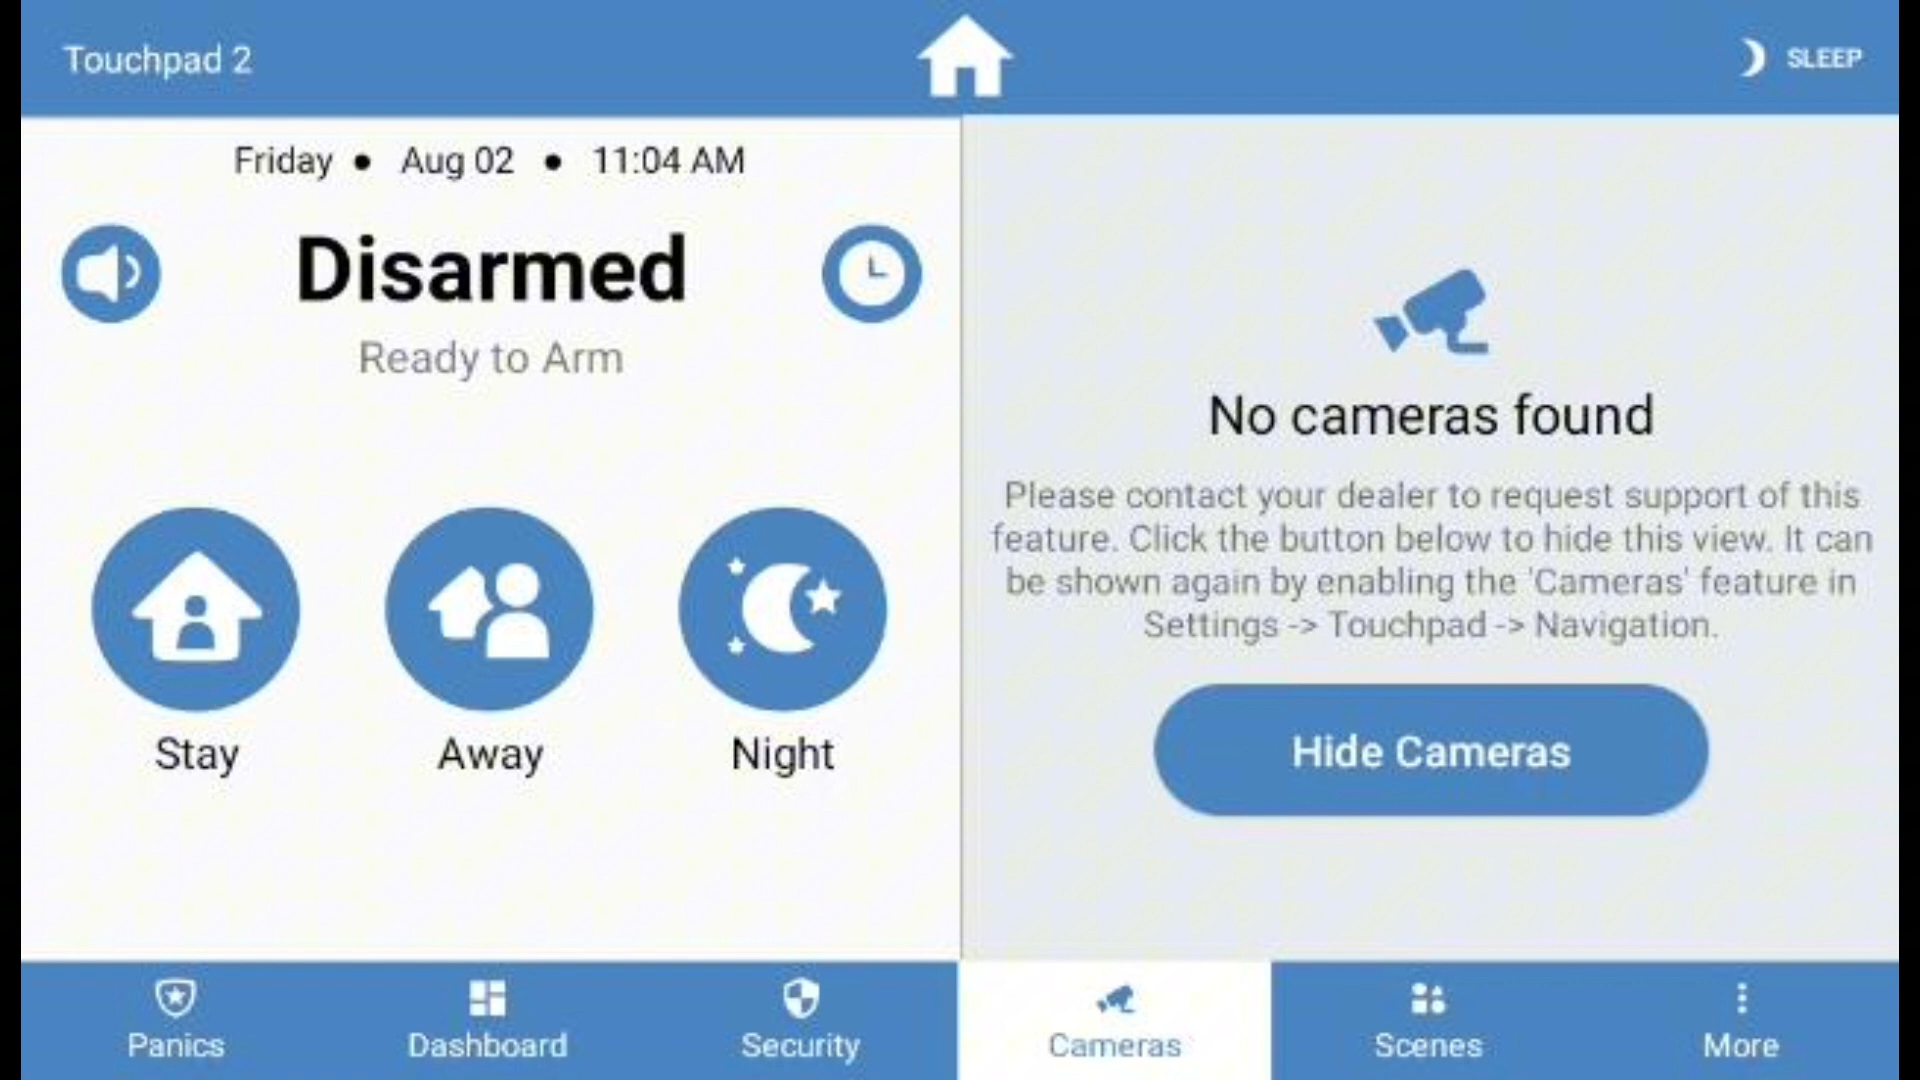 Touchpad 2
SLEEP
Friday • Aug 02 • 11:04 AM
Disarmed
Ready to Arm
Stay
Away
Night
No cameras found
Please contact your dealer to request support of this
feature. Click the button below to hide this view. It can
be shown again by enabling the 'Cameras' feature in
Settings -> Touchpad -> Navigation.
Hide Cameras
Panics
Dashboard
Security
Cameras
Scenes
More